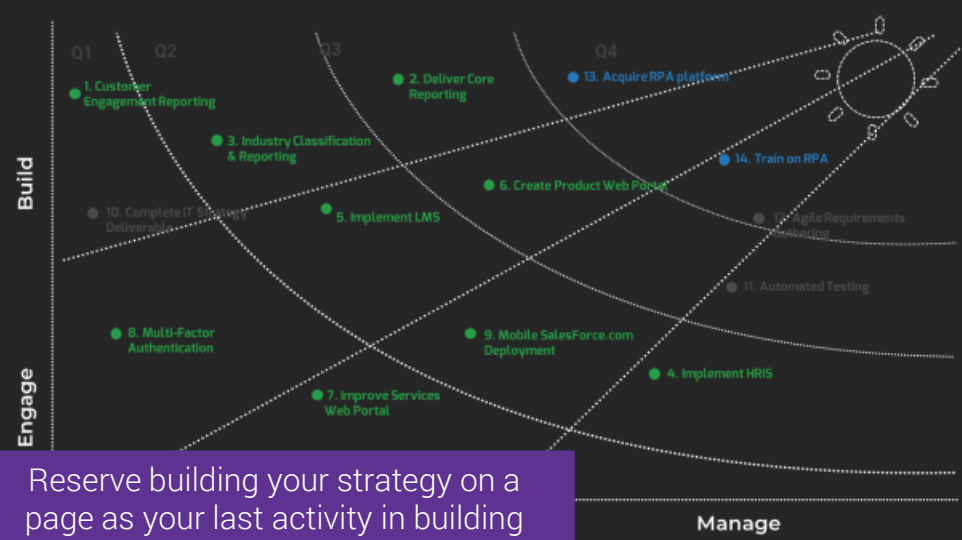 Q1
Q2
Q3
Q4
1. Customer
Engagement Reporting
2. Deliver Core
Reporting
13. Acquire RPA platform
3. Industry Classification
& Reporting
14. Train on RPA
6. Create Product Web Portal
Build
10. Complete IT Strategy
Deliverable
5. Implement LMS
12. Agile Requirements
Gathering
11. Automated Testing
8. Multi-Factor
Authentication
9. Mobile SalesForce.com
Deployment
4. Implement HRIS
Engage
7. Improve Services
Web Portal
Reserve building your strategy on a
page as your last activity in building
Manage